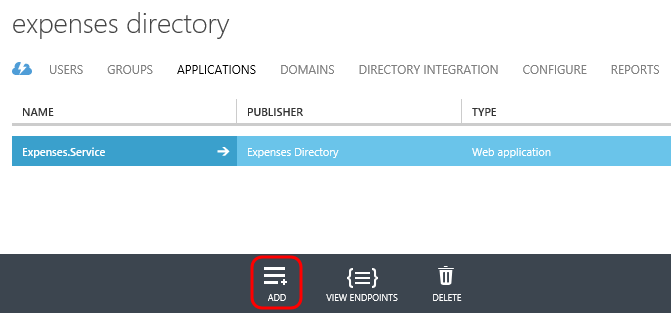 expenses directory
USERS GROUPS APPLICATIONS DOMAINS DIRECTORY INTEGRATION CONFIGURE REPORTS
NAME PUBLISHER TYPE
Expenses.Service Expenses Directory Web application
ADD VIEW ENDPOINTS DELETE